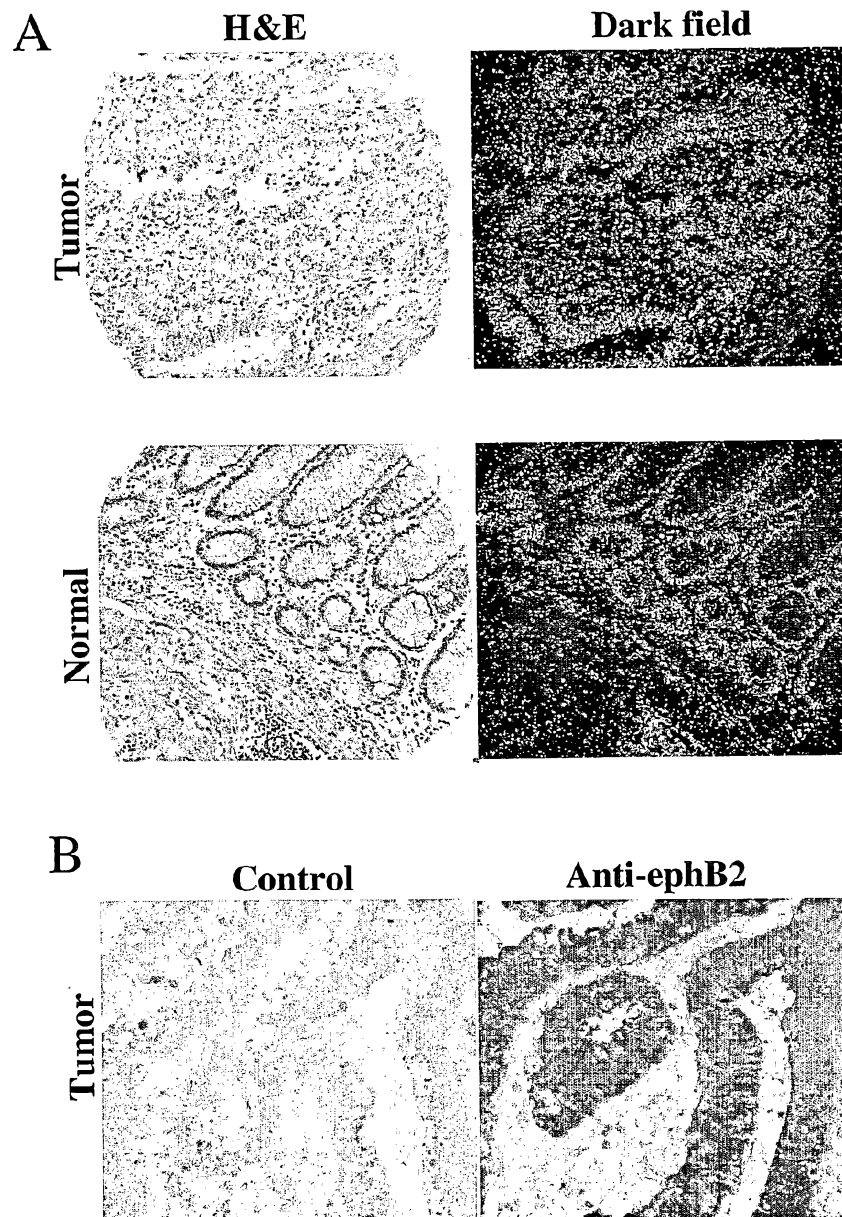 A
H&E
Dark field
Tumor
Normal
B
Control
Anti-ephB2
Tumor